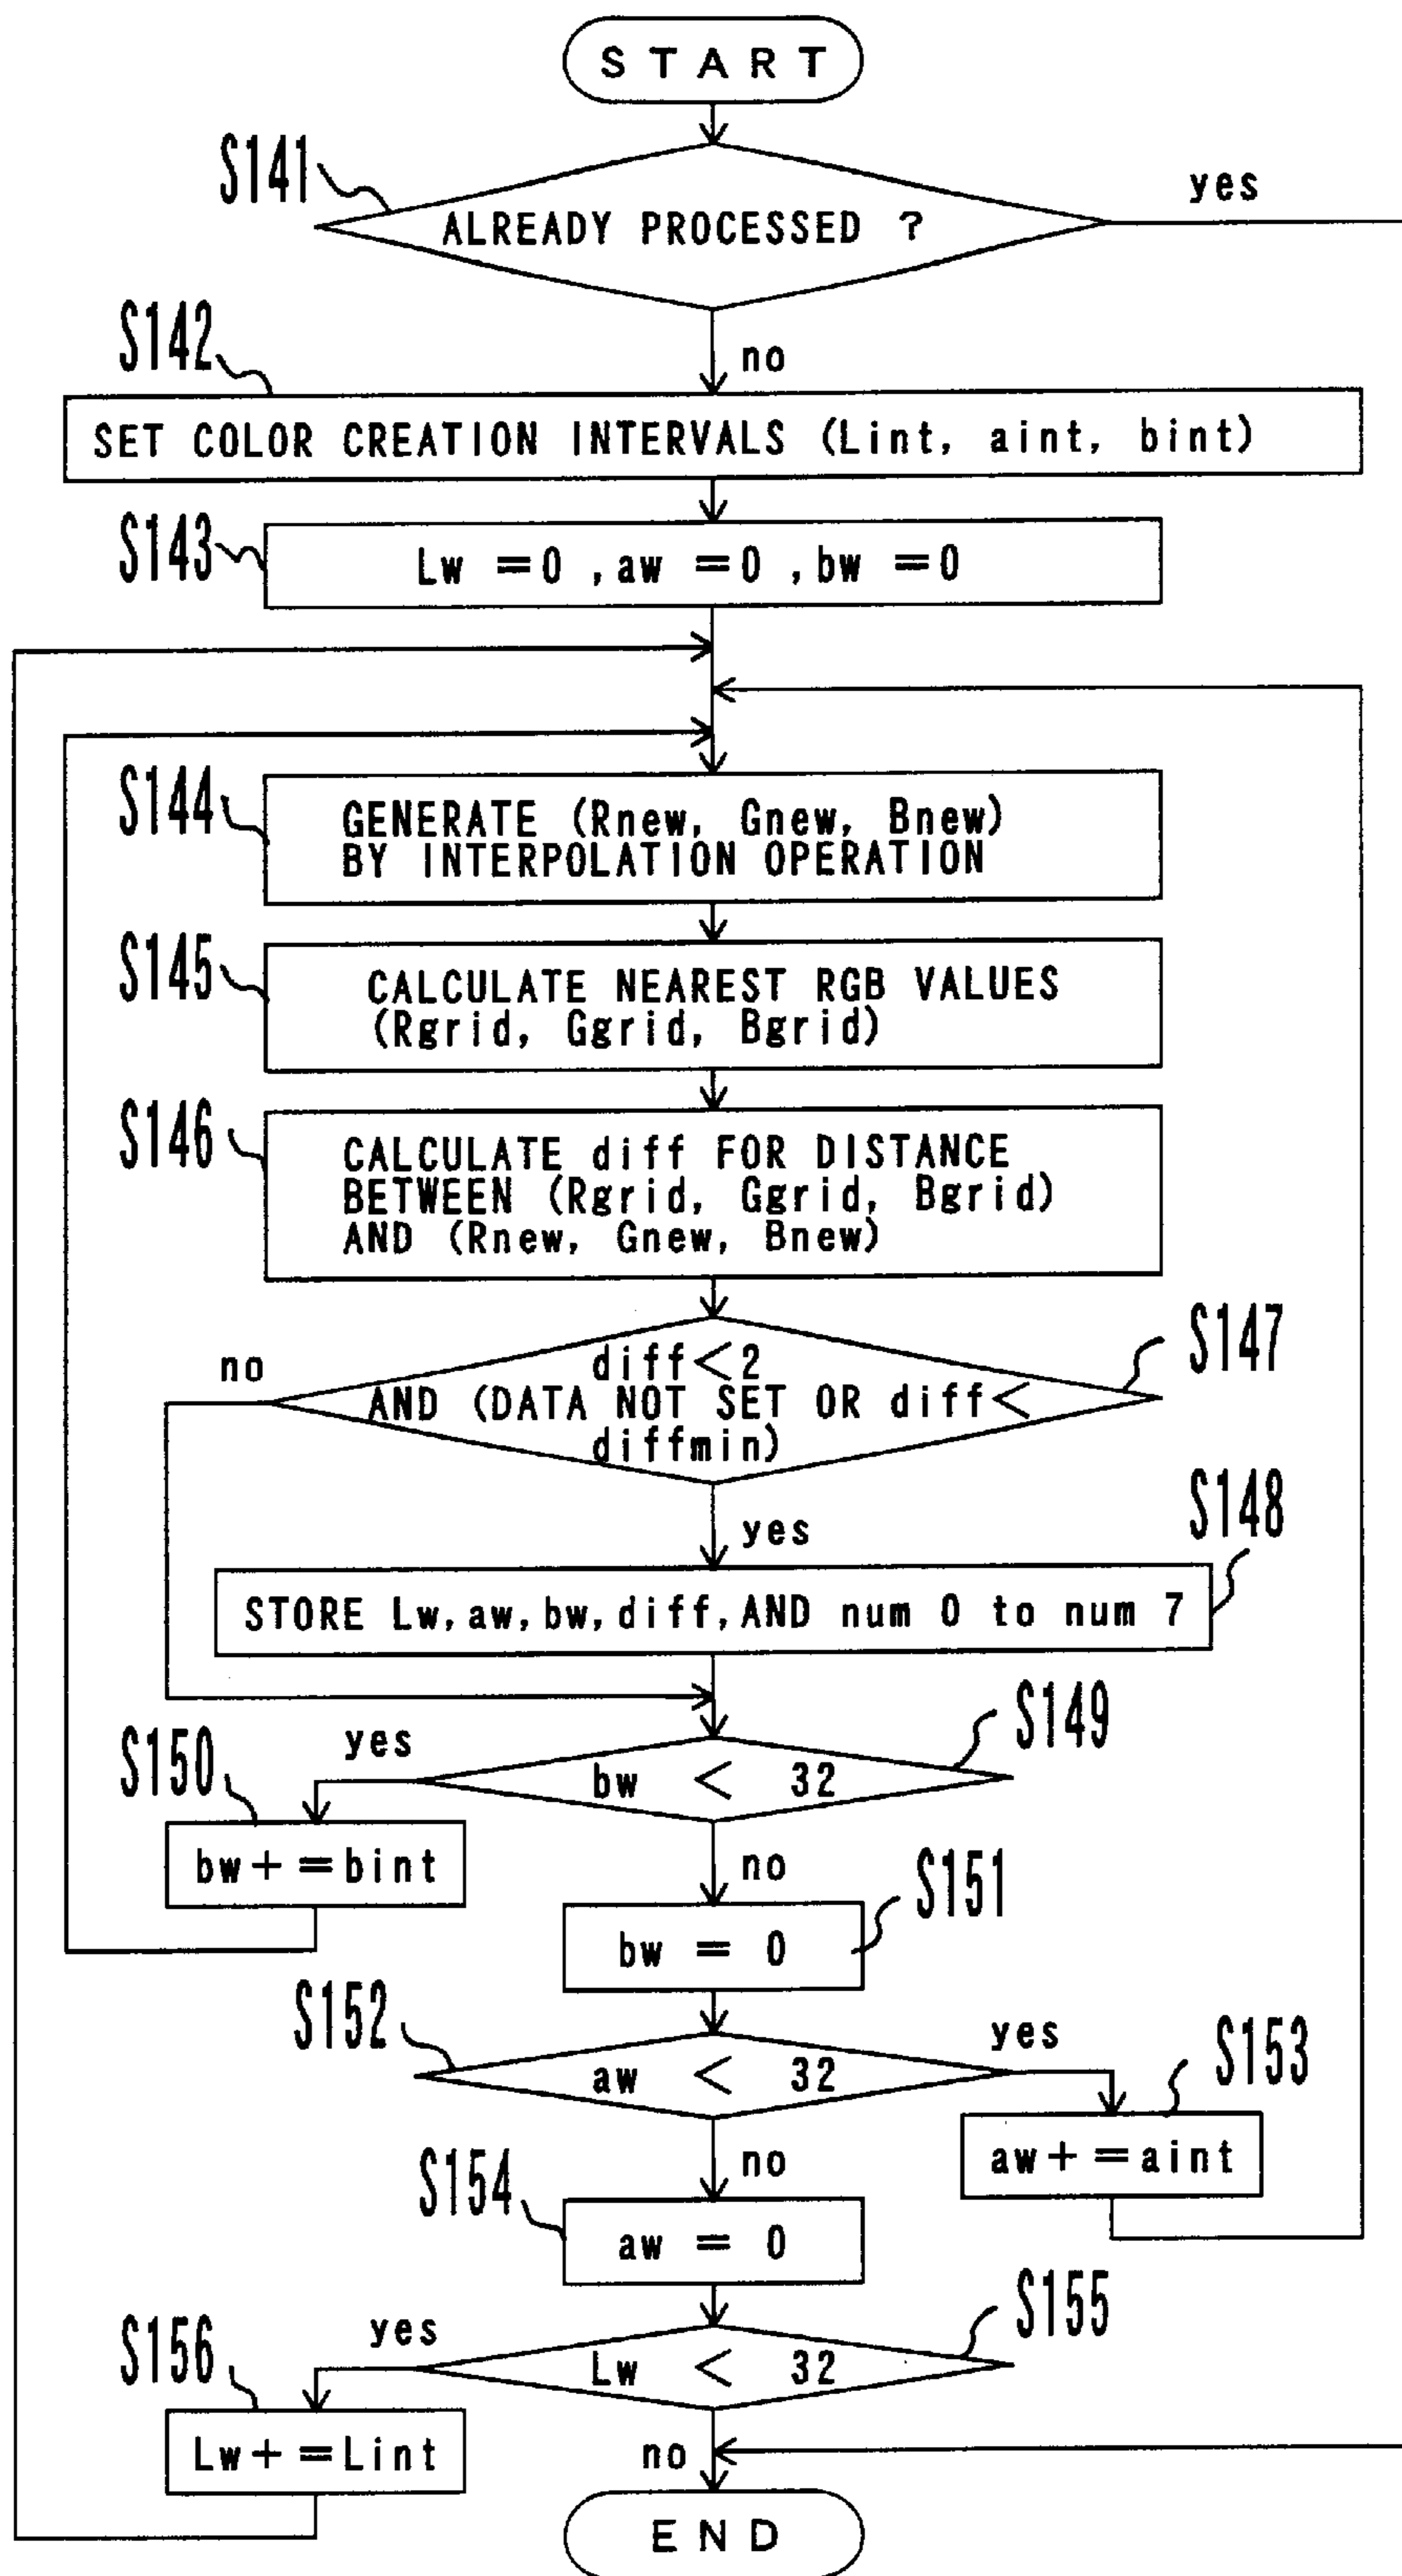 START
S141
ALREADY PROCESSED ?
yes
no
S142
SET COLOR CREATION INTERVALS (Lint, aint, bint)
S143
Lw =0 ,aw =0 ,bw =0
S144
GENERATE (Rnew, Gnew, Bnew)
BY INTERPOLATION OPERATION
S145
CALCULATE NEAREST RGB VALUES
(Rgrid, Ggrid, Bgrid)
S146
CALCULATE diff FOR DISTANCE
BETWEEN (Rgrid, Ggrid, Bgrid)
AND (Rnew, Gnew, Bnew)
S147
no
diff<2
AND (DATA NOT SET OR diff<
diffmin)
yes
S148
STORE Lw, aw, bw, diff, AND num 0 to num 7
S149
yes
bw < 32
S150
bw+=bint
no
S151
bw = 0
S152
aw < 32
yes
S153
aw+=aint
no
S154
aw = 0
S155
yes
Lw < 32
S156
Lw+=Lint
no
END